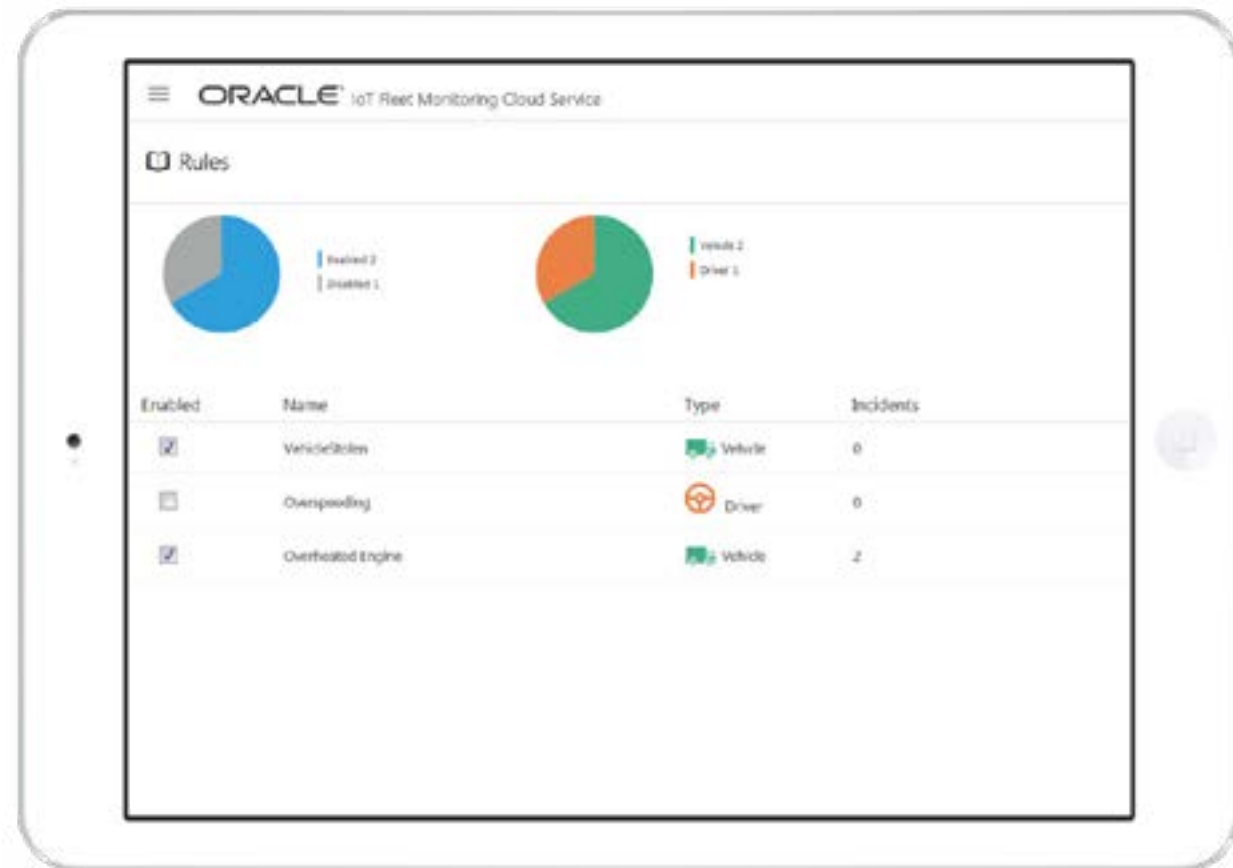 ORACLE IoT Fleet Monitoring Cloud Service
Rules
Enabled 2
Disabled 1
Vehicle 2
Driver 1
Enabled Name Type Incidents
VehicleStolen Vehicle 0
Overspeeding Driver 0
Overheated Engine Vehicle 2